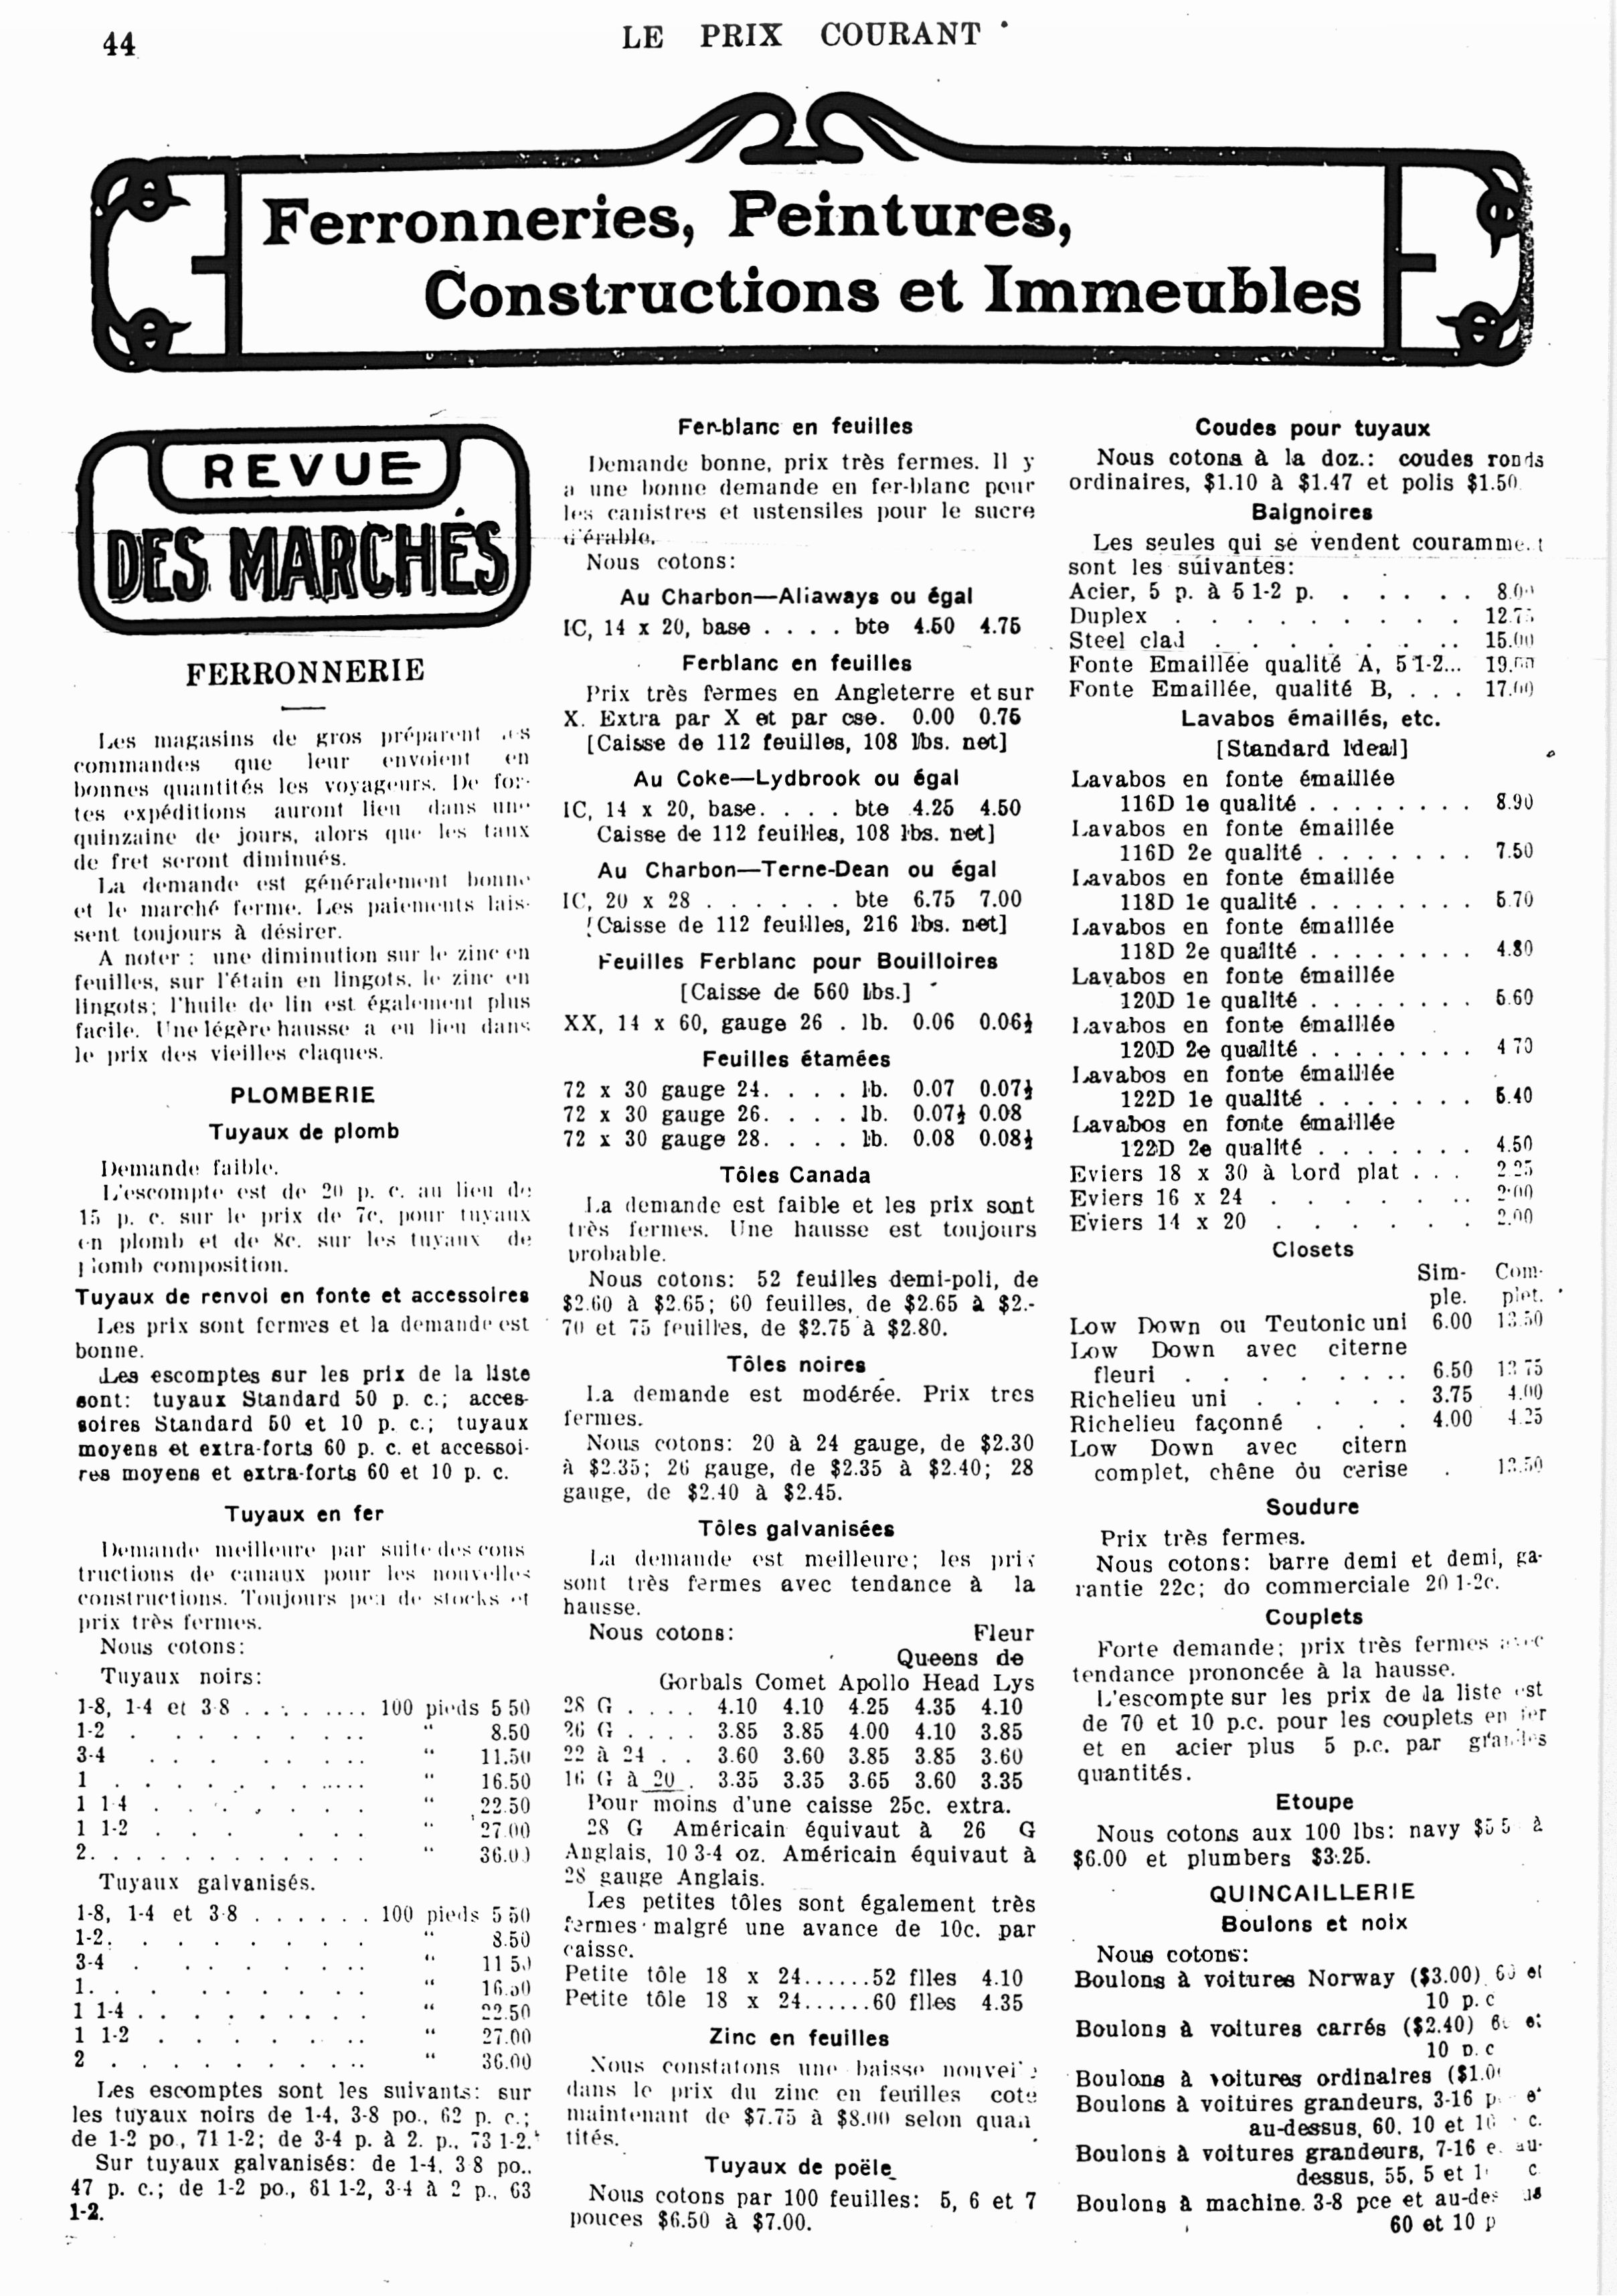 44
LE PRIX COURANT
Ferronneries, Peintures,
Constructions et Immeubles
REVUE
DES MARCHÉS
FERRONNERIE
Les magasins de gros préparent
commandes que leur envoient en
bonnes quantités les voyageurs. De for-
tes expéditions auront lieu dans une
quinzaine de jours, alors que les taux
de fret seront diminués.
La demande est généralement bonne
et le marché ferme. Les paiements lais-
sent toujours à désirer.
A noter : une diminution sur le zinc en
feuilles, sur l'étain en lingots, le zinc en
lingots; l'huile de lin est également plus
facile. Une légère hausse a eu lieu dans
le prix des vieilles claques.
PLOMBERIE
Tuyaux de plomb
Demande faible.
L'escompte est de 20 p. c. au lieu de
15 p. c. sur le prix de 7c. pour tuyaux
en plomb et de 8c. sur les tuyaux de
plomb composition.
Tuyaux de renvoi en fonte et accessoires
Les prix sont fermes et la demande est
bonne.
Les escomptes sur les prix de la liste
sont: tuyaux Standard 50 p. c.; acces-
soires Standard 50 et 10 p. c.; tuyaux
moyens et extra-forts 60 p. c. et accessoi-
res moyens et extra-forts 60 et 10 p. c.
Tuyaux en fer
Demande meilleure par suite des cons
tructions de canaux pour les nouvelles
constructions. Toujours peu de stocks et
prix très fermes.
Nous cotons:
Tuyaux noirs:
1-8, 1-4 et 3-8 . . . . . . . . 100 pieds 5 50
1-2 . . . . . . . . " 8.50
3-4 . . . . . . . . " 11.50
1 . . . . . . . . . . " 16.50
1 1-4 . . . . . . . . " 22.50
1 1-2 . . . . . . . " 27.00
2. . . . . . . . . . . . " 36.00
Tuyaux galvanisés.
1-8, 1-4 et 3-8 . . . . . . 100 pieds 5 50
1-2. . . . . . . . . " 8.50
3-4 . . . . . . . . " 11 50
1. . . . . . . . . " 16.50
1 1-4 . . . . . . . . . " 22.50
1 1-2 . . . . . . . " 27.00
2 . . . . . . . . . . " 36.00
Les escomptes sont les suivants: sur
les tuyaux noirs de 1-4, 3-8 po., 62 p. c.;
de 1-2 po., 71 1-2; de 3-4 p. à 2. p., 73 1-2.
Sur tuyaux galvanisés: de 1-4, 3 8 po..
47 p. c.; de 1-2 po., 61 1-2, 3-4 à 2 p., 63
1-2.
Fer-blanc en feuilles
Demande bonne, prix très fermes. Il y
a une bonne demande en fer-blanc pour
les canistres et ustensiles pour le sucre
d'érable.
Nous cotons:
Au Charbon—Allaways ou égal
IC, 14 x 20, base . . . . bte 4.50 4.75
Ferblanc en feuilles
Prix très fermes en Angleterre et sur
X. Extra par X et par cse. 0.00 0.75
[Caisse de 112 feuilles, 108 lbs. net]
Au Coke—Lydbrook ou égal
IC, 14 x 20, base. . . . bte 4.25 4.50
Caisse de 112 feuilles, 108 lbs. net]
Au Charbon—Terne-Dean ou égal
IC, 20 x 28 . . . . . . bte 6.75 7.00
[Caisse de 112 feuilles, 216 lbs. net]
Feuilles Ferblanc pour Bouilloires
[Caisse de 560 lbs.]
XX, 14 x 60, gauge 26 . lb. 0.06 0.06½
Feuilles étamées
72 x 30 gauge 24. . . . lb. 0.07 0.07½
72 x 30 gauge 26. . . . lb. 0.07½ 0.08
72 x 30 gauge 28. . . . lb. 0.08 0.08½
Tôles Canada
La demande est faible et les prix sont
très fermes. Une hausse est toujours
probable.
Nous cotons: 52 feuilles demi-poli, de
$2.60 à $2.65; 60 feuilles, de $2.65 à $2.-
70 et 75 feuilles, de $2.75 à $2.80.
Tôles noires
La demande est modérée. Prix tres
fermes.
Nous cotons: 20 à 24 gauge, de $2.30
à $2.35; 26 gauge, de $2.35 à $2.40; 28
gauge, de $2.40 à $2.45.
Tôles galvanisées
La demande est meilleure; les prix
sont très fermes avec tendance à la
hausse.
Nous cotons: Fleur
Queens de
Gorbals Comet Apollo Head Lys
28 G . . . . 4.10 4.10 4.25 4.35 4.10
26 G . . . . 3.85 3.85 4.00 4.10 3.85
22 à 24 . . 3.60 3.60 3.85 3.85 3.60
16 G à 20 . 3.35 3.35 3.65 3.60 3.35
Pour moins d'une caisse 25c. extra.
28 G Américain équivaut à 26 G
Anglais, 10 3-4 oz. Américain équivaut à
28 gauge Anglais.
Les petites tôles sont également très
fermes malgré une avance de 10c. par
caisse.
Petite tôle 18 x 24......52 flles 4.10
Petite tôle 18 x 24......60 flles 4.35
Zinc en feuilles
Nous constatons une baisse nouvelle
dans le prix du zinc en feuilles coté
maintenant de $7.75 à $8.00 selon quan
tités.
Tuyaux de poële
Nous cotons par 100 feuilles: 5, 6 et 7
pouces $6.50 à $7.00.
Coudes pour tuyaux
Nous cotons à la doz.: coudes ronds
ordinaires, $1.10 à $1.47 et polis $1.50
Baignoires
Les seules qui se vendent couramment
sont les suivantes:
Acier, 5 p. à 5 1-2 p. . . . . . 8.00
Duplex . . . . . . . . . 12.75
Steel clad . . . . . . . . 15.00
Fonte Emaillée qualité A, 5 1-2... 19.00
Fonte Emaillée, qualité B, . . . 17.00
Lavabos émaillés, etc.
[Standard Ideal]
Lavabos en fonte émaillée
116D 1e qualité . . . . . . . . 8.90
Lavabos en fonte émaillée
116D 2e qualité . . . . . . . 7.50
Lavabos en fonte émaillée
118D 1e qualité . . . . . . . . 5.70
Lavabos en fonte émaillée
118D 2e qualité . . . . . . . . 4.80
Lavabos en fonte émaillée
120D 1e qualité . . . . . . . . 5.60
Lavabos en fonte émaillée
120D 2e qualité . . . . . . . . 4 70
Lavabos en fonte émaillée
122D 1e qualité . . . . . . . 5.40
Lavabos en fonte émaillée
122D 2e qualité . . . . . . . 4.50
Eviers 18 x 30 à Lord plat . . . 2.25
Eviers 16 x 24 . . . . . . . 2.00
Eviers 14 x 20 . . . . . . 2.00
Closets
Sim- Com-
ple. plet.
Low Down ou Teutonic uni 6.00 13.50
Low Down avec citerne
fleuri . . . . . . . . . 6.50 13 75
Richelieu uni . . . . . 3.75 4.00
Richelieu façonné . . . 4.00 4.25
Low Down avec citern
complet, chêne ou cerise . 13.50
Soudure
Prix très fermes.
Nous cotons: barre demi et demi, ga-
rantie 22c; do commerciale 20 1-2c.
Couplets
Forte demande; prix très fermes avec
tendance prononcée à la hausse.
L'escompte sur les prix de la liste est
de 70 et 10 p.c. pour les couplets en fer
et en acier plus 5 p.c. par grandes
quantités.
Etoupe
Nous cotons aux 100 lbs: navy $5 5 à
$6.00 et plumbers $3.25.
QUINCAILLERIE
Boulons et noix
Nous cotons:
Boulons à voitures Norway ($3.00) et
10 p. c
Boulons à voitures carrés ($2.40) et
10 p. c
Boulons à voitures ordinaires
Boulons à voitures grandeurs, 3-16 p. et
au-dessus, 60, 10 et c.
Boulons à voitures grandeurs, 7-16 e. au-
dessus, 55, 5 et c
Boulons à machine. 3-8 pce et
60 et 10 p